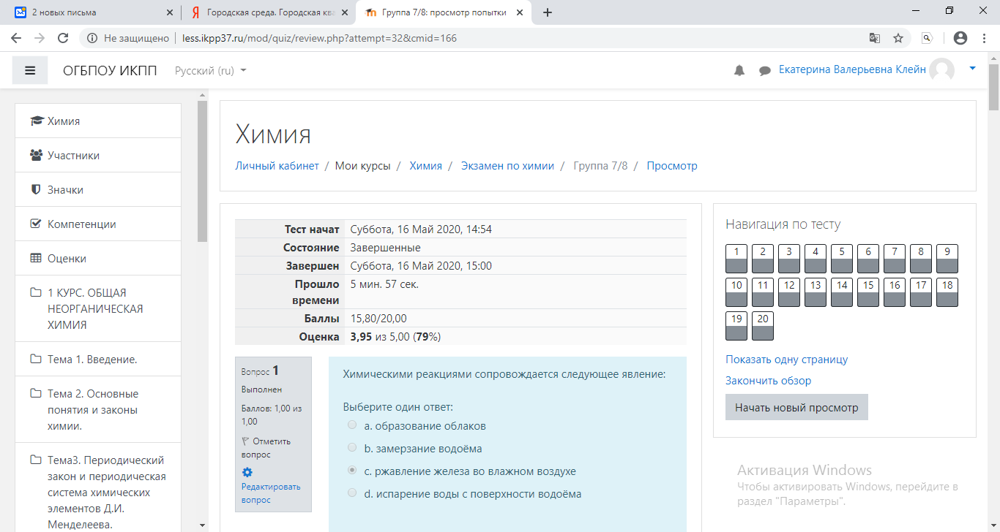 2 новых письма
Городская среда. Городская ква
Группа 7/8: просмотр попытки
Не защищено
less.ikpp37.ru/mod/quiz/review.php?attempt=32&cmid=166
ОГБПОУ ИКПП
Русский (ru)
Екатерина Валерьевна Клейн
Химия
Участники
Значки
Компетенции
Оценки
1 КУРС. ОБЩАЯ
НЕОРГАНИЧЕСКАЯ
ХИМИЯ
Тема 1. Введение.
Тема 2. Основные
понятия и законы
химии.
Тема3. Периодический
закон и периодическая
система химических
элементов Д.И.
Менделеева.
Химия
Личный кабинет / Мои курсы / Химия / Экзамен по химии / Группа 7/8 / Просмотр
Тест начат Суббота, 16 Май 2020, 14:54
Состояние Завершенные
Завершен Суббота, 16 Май 2020, 15:00
Прошло 5 мин. 57 сек.
времени
Баллы 15,80/20,00
Оценка 3,95 из 5,00 (79%)
Вопрос 1
Выполнен
Баллов: 1,00 из
1,00
Отметить
вопрос
Редактировать
вопрос
Химическими реакциями сопровождается следующее явление:
Выберите один ответ:
a. образование облаков
b. замерзание водоёма
c. ржавление железа во влажном воздухе
d. испарение воды с поверхности водоёма
Навигация по тесту
1 2 3 4 5 6 7 8 9
10 11 12 13 14 15 16 17 18
19 20
Показать одну страницу
Закончить обзор
Начать новый просмотр
Активация Windows
Чтобы активировать Windows, перейдите в
раздел "Параметры".